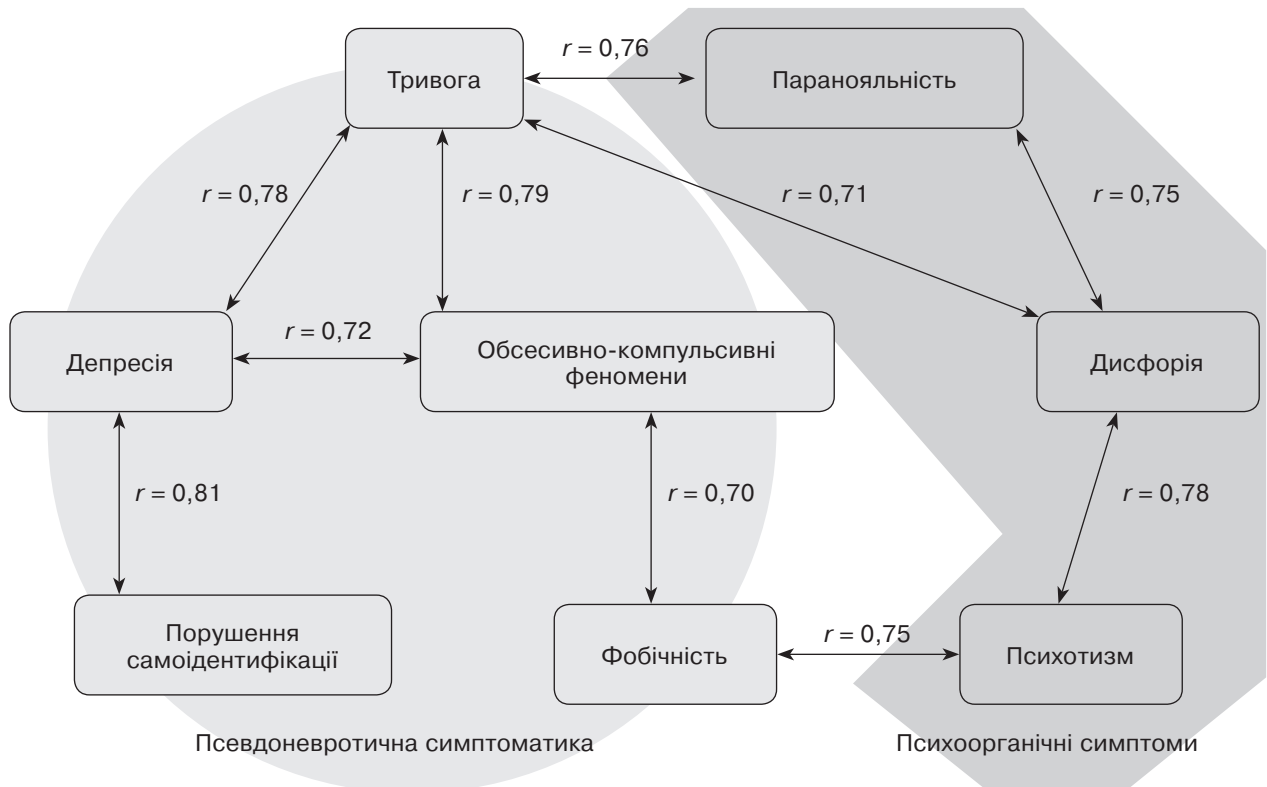 r = 0,76
Тривога
Паранояльність
r = 0,78
r = 0,79
r = 0,71
r = 0,75
r = 0,72
Депресія
Обсесивно-компульсивні
феномени
Дисфорія
r = 0,81
r = 0,70
r = 0,78
Порушення
самоідентифікації
Фобічність
r = 0,75
Психотизм
Псевдоневротична симптоматика
Психоорганічні симптоми